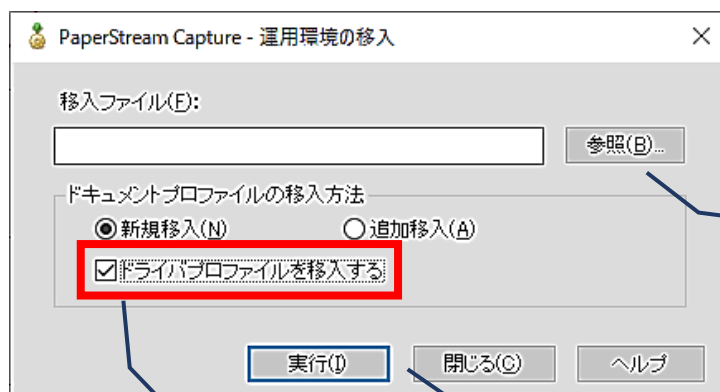 PaperStream Capture - 運用環境の移入
移入ファイル(F):
参照(B)...
ドキュメントプロファイルの移入方法
新規移入(N) 追加移入(A)
ドライバプロファイルを移入する
実行(I) 閉じる(C) ヘルプ